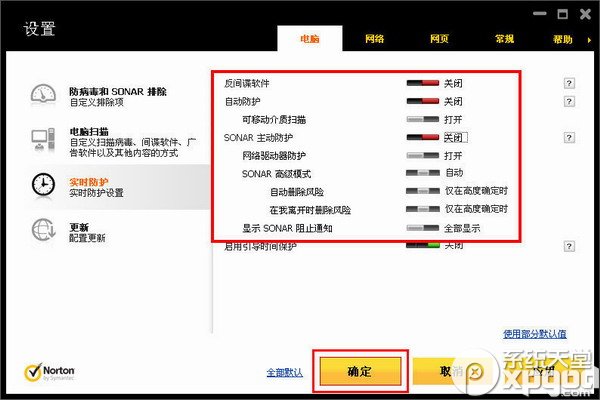 设置
电脑 网络 网页 常规 帮助
防病毒和 SONAR 排除
自定义排除项
电脑扫描
自定义扫描病毒、间谍软件、广
告软件以及其他内容的方式
实时防护
实时防护设置
更新
配置更新
反间谍软件 关闭 ?
自动防护 关闭 ?
可移动介质扫描 打开
SONAR 主动防护 关闭 ?
网络驱动器防护 打开
SONAR 高级模式 自动
自动删除风险 仅在高度确定时
在我离开时删除风险 仅在高度确定时
显示 SONAR 阻止通知 全部显示
启用引导时间保护 关闭 ?
使用部分默认值
Norton
by Symantec
全部默认 确定 取消
系统天堂